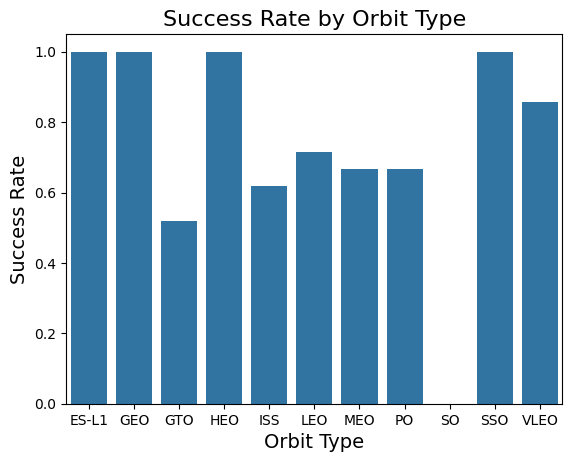 Success Rate by Orbit Type
Success Rate
1.0
0.8
0.6
0.4
0.2
0.0
ES-L1 GEO GTO HEO ISS LEO MEO PO SO SSO VLEO
Orbit Type